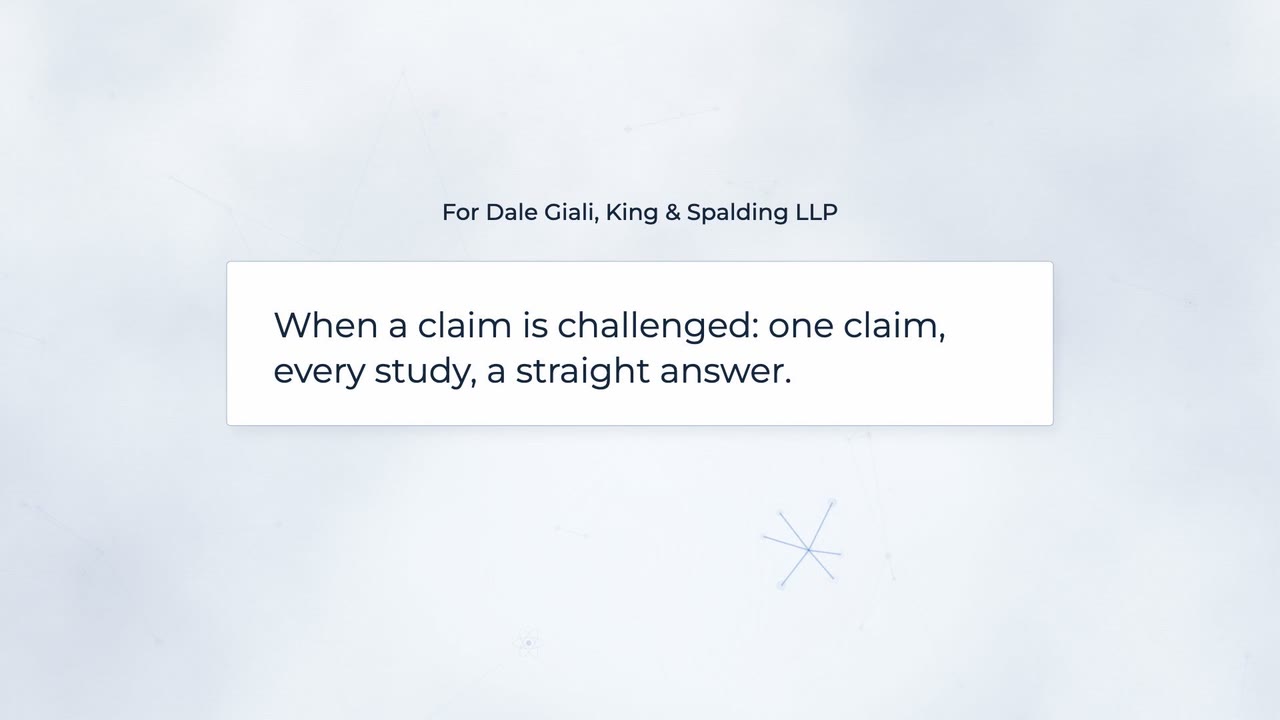 For Dale Giali, King & Spalding LLP
When a claim is challenged: one claim,
every study, a straight answer.